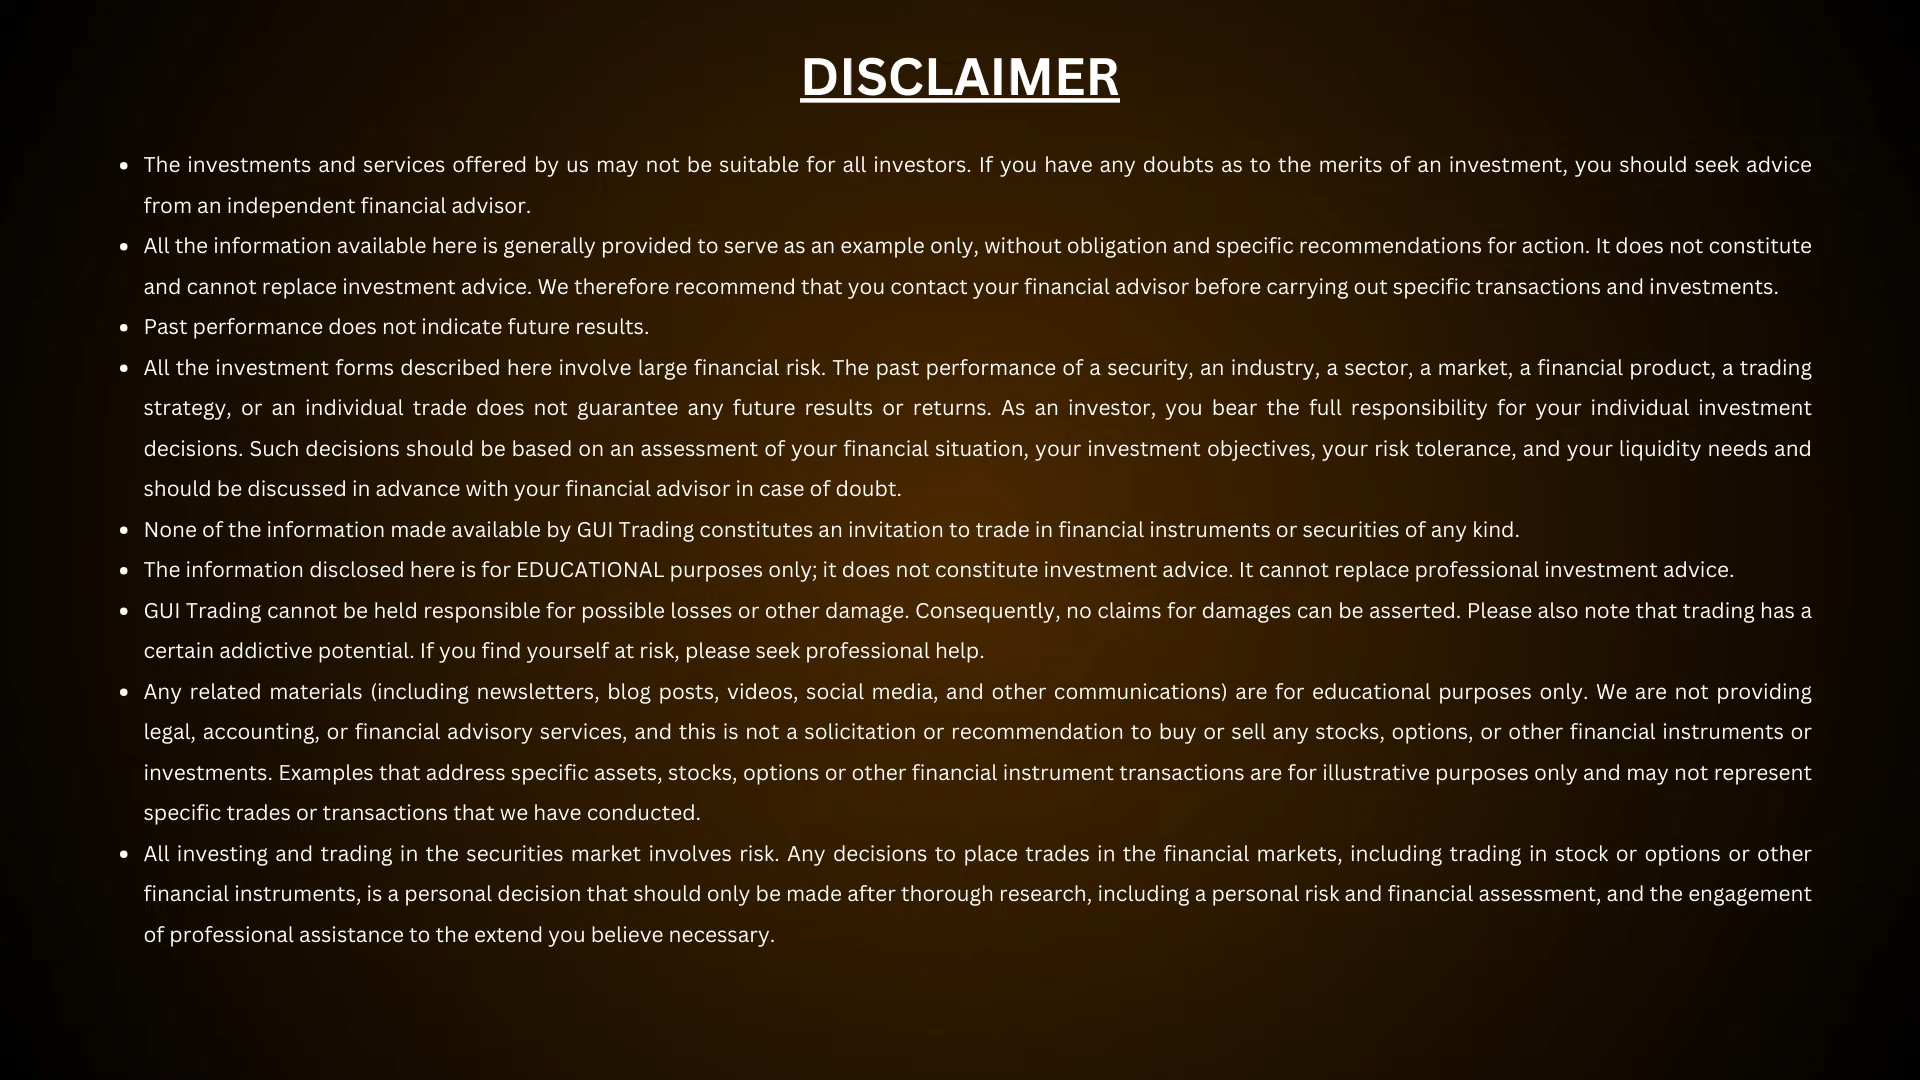 DISCLAIMER
• The investments and services offered by us may not be suitable for all investors. If you have any doubts as to the merits of an investment, you should seek advice
from an independent financial advisor.
• All the information available here is generally provided to serve as an example only, without obligation and specific recommendations for action. It does not constitute
and cannot replace investment advice. We therefore recommend that you contact your financial advisor before carrying out specific transactions and investments.
• Past performance does not indicate future results.
• All the investment forms described here involve large financial risk. The past performance of a security, an industry, a sector, a market, a financial product, a trading
strategy, or an individual trade does not guarantee any future results or returns. As an investor, you bear the full responsibility for your individual investment
decisions. Such decisions should be based on an assessment of your financial situation, your investment objectives, your risk tolerance, and your liquidity needs and
should be discussed in advance with your financial advisor in case of doubt.
• None of the information made available by GUI Trading constitutes an invitation to trade in financial instruments or securities of any kind.
• The information disclosed here is for EDUCATIONAL purposes only; it does not constitute investment advice. It cannot replace professional investment advice.
• GUI Trading cannot be held responsible for possible losses or other damage. Consequently, no claims for damages can be asserted. Please also note that trading has a
certain addictive potential. If you find yourself at risk, please seek professional help.
• Any related materials (including newsletters, blog posts, videos, social media, and other communications) are for educational purposes only. We are not providing
legal, accounting, or financial advisory services, and this is not a solicitation or recommendation to buy or sell any stocks, options, or other financial instruments or
investments. Examples that address specific assets, stocks, options or other financial instrument transactions are for illustrative purposes only and may not represent
specific trades or transactions that we have conducted.
• All investing and trading in the securities market involves risk. Any decisions to place trades in the financial markets, including trading in stock or options or other
financial instruments, is a personal decision that should only be made after thorough research, including a personal risk and financial assessment, and the engagement
of professional assistance to the extend you believe necessary.